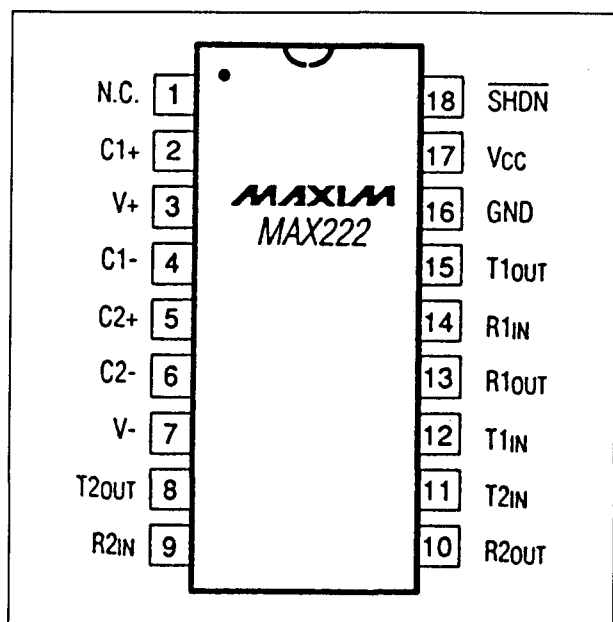 N.C. 1
C1+ 2
V+ 3
C1- 4
C2+ 5
C2- 6
V- 7
T2OUT 8
R2IN 9
MAXIM
MAX222
18 SHDN
17 VCC
16 GND
15 T1OUT
14 R1IN
13 R1OUT
12 T1IN
11 T2IN
10 R2OUT